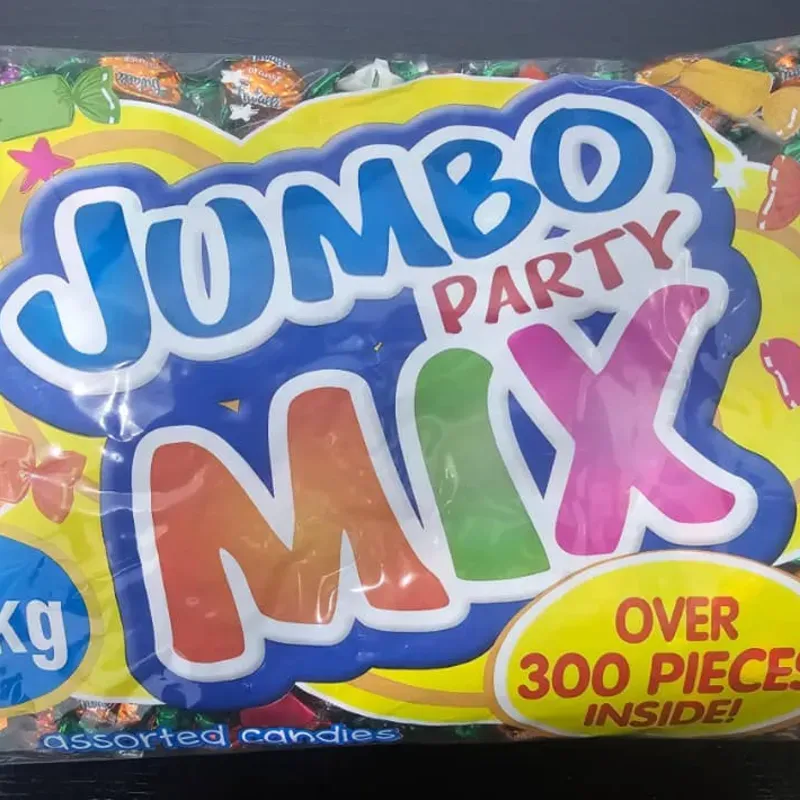 JUMBO
PARTY
MIX
kg
OVER
300 PIECES
INSIDE!
assorted candies